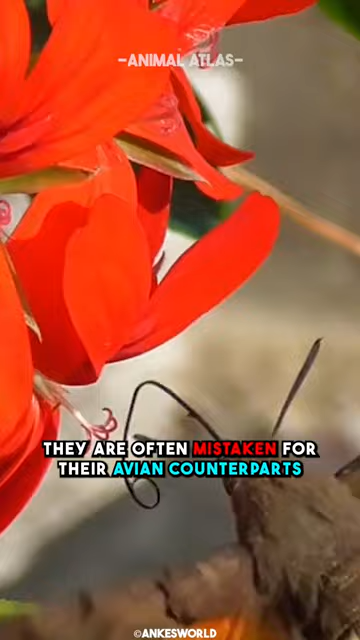 -ANIMAL ATLAS-
THEY ARE OFTEN MISTAKEN FOR
THEIR AVIAN COUNTERPARTS
©ANKESWORLD